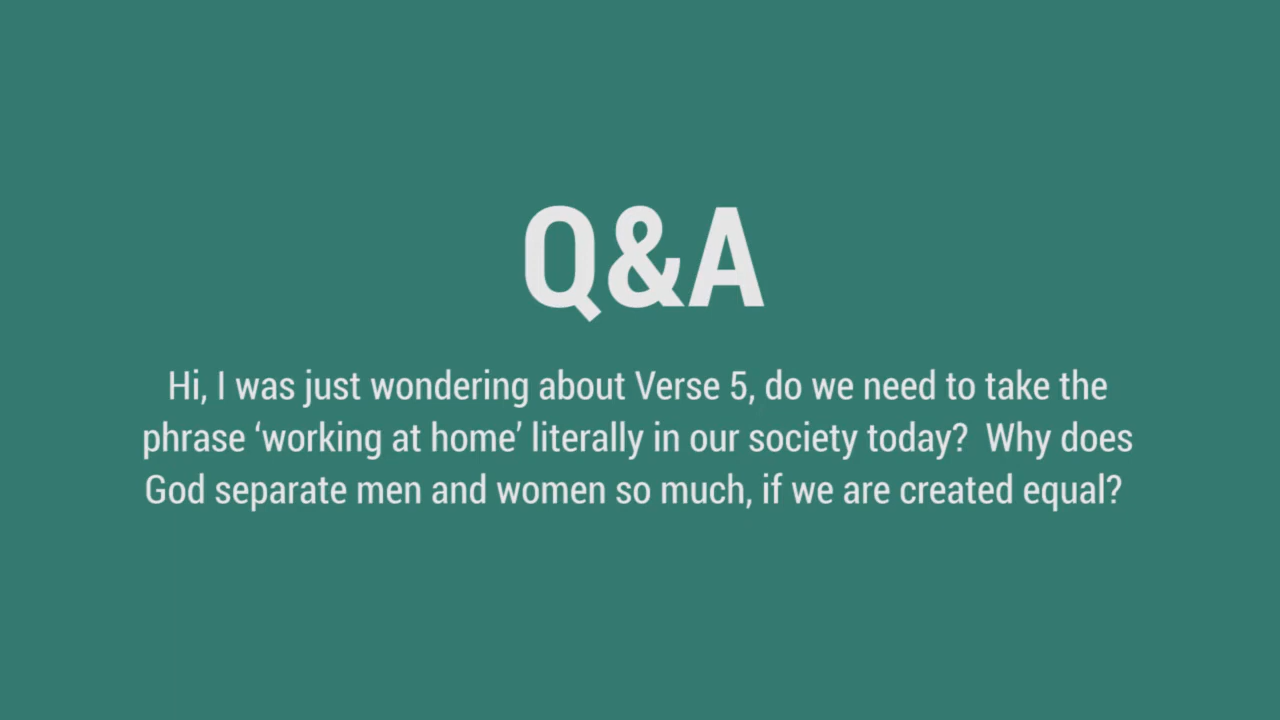 Q&A
Hi, I was just wondering about Verse 5, do we need to take the
phrase ‘working at home’ literally in our society today?  Why does
God separate men and women so much, if we are created equal?